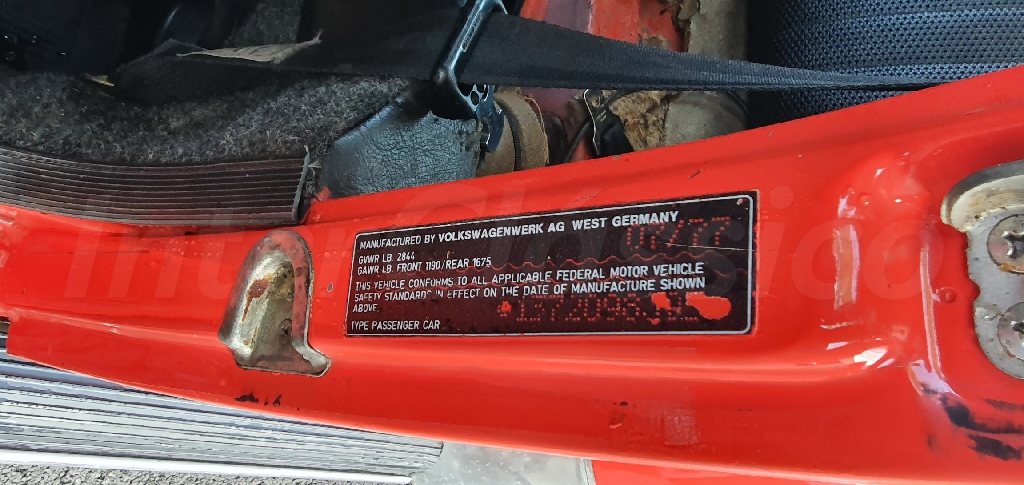 MANUFACTURED BY VOLKSWAGENWERK AG WEST GERMANY
GVWR LB. 2844
GAWR LB. FRONT 1190/REAR 1675
THIS VEHICLE CONFORMS TO ALL APPLICABLE FEDERAL MOTOR VEHICLE
SAFETY STANDARDS IN EFFECT ON THE DATE OF MANUFACTURE SHOWN
ABOVE.
TYPE PASSENGER CAR